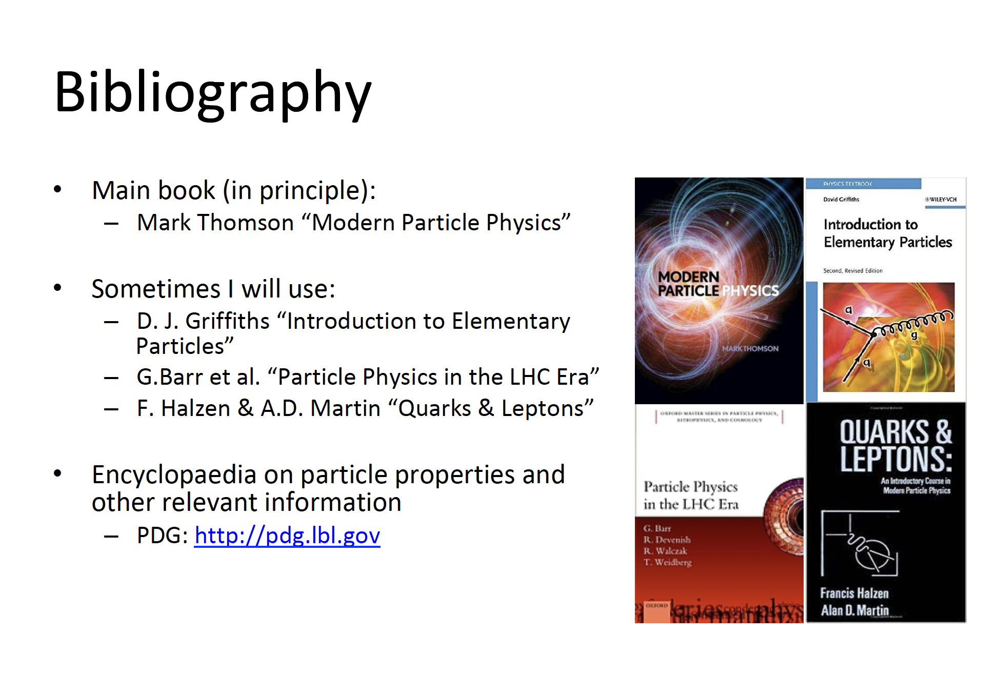 Bibliography
• Main book (in principle):
– Mark Thomson “Modern Particle Physics”
• Sometimes I will use:
– D. J. Griffiths “Introduction to Elementary
Particles”
– G.Barr et al. “Particle Physics in the LHC Era”
– F. Halzen & A.D. Martin “Quarks & Leptons”
• Encyclopaedia on particle properties and
other relevant information
– PDG: http://pdg.lbl.gov
MODERN
PARTICLE PHYSICS
MARK THOMSON
PHYSICS TEXTBOOK
David Griffiths
WILEY-VCH
Introduction to
Elementary Particles
Second, Revised Edition
q
g
q
OXFORD MASTER SERIES IN PARTICLE PHYSICS,
ASTROPHYSICS, AND COSMOLOGY
Particle Physics
in the LHC Era
G. Barr
R. Devenish
R. Walczak
T. Weidberg
OXFORD
Copyrighted Material
QUARKS &
LEPTONS:
An Introductory Course in
Modern Particle Physics
Francis Halzen
Alan D. Martin
Copyrighted Material